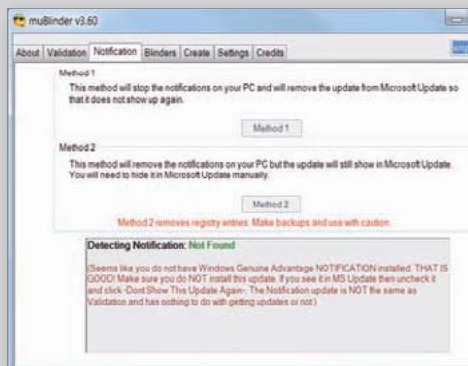 muBlinder v3.60
About Validation Notification Blinders Create Settings Credits
Method 1
This method will stop the notifications on your PC and will remove the update from Microsoft Update so
that it does not show up again.
Method 1
Method 2
This method will remove the notifications on your PC but the update will still show in Microsoft Update.
You will need to hide it in Microsoft Update manually.
Method 2
Method 2 removes registry entries. Make backups and use with caution.
Detecting Notification: Not Found
(Seems like you do not have Windows Genuine Advantage NOTIFICATION installed. THAT IS
GOOD! Make sure you do NOT install this update. If you see it in MS Update then uncheck it
and click -Dont Show This Update Again-. The Notification update is NOT the same as
Validation and has nothing to do with getting updates or not)